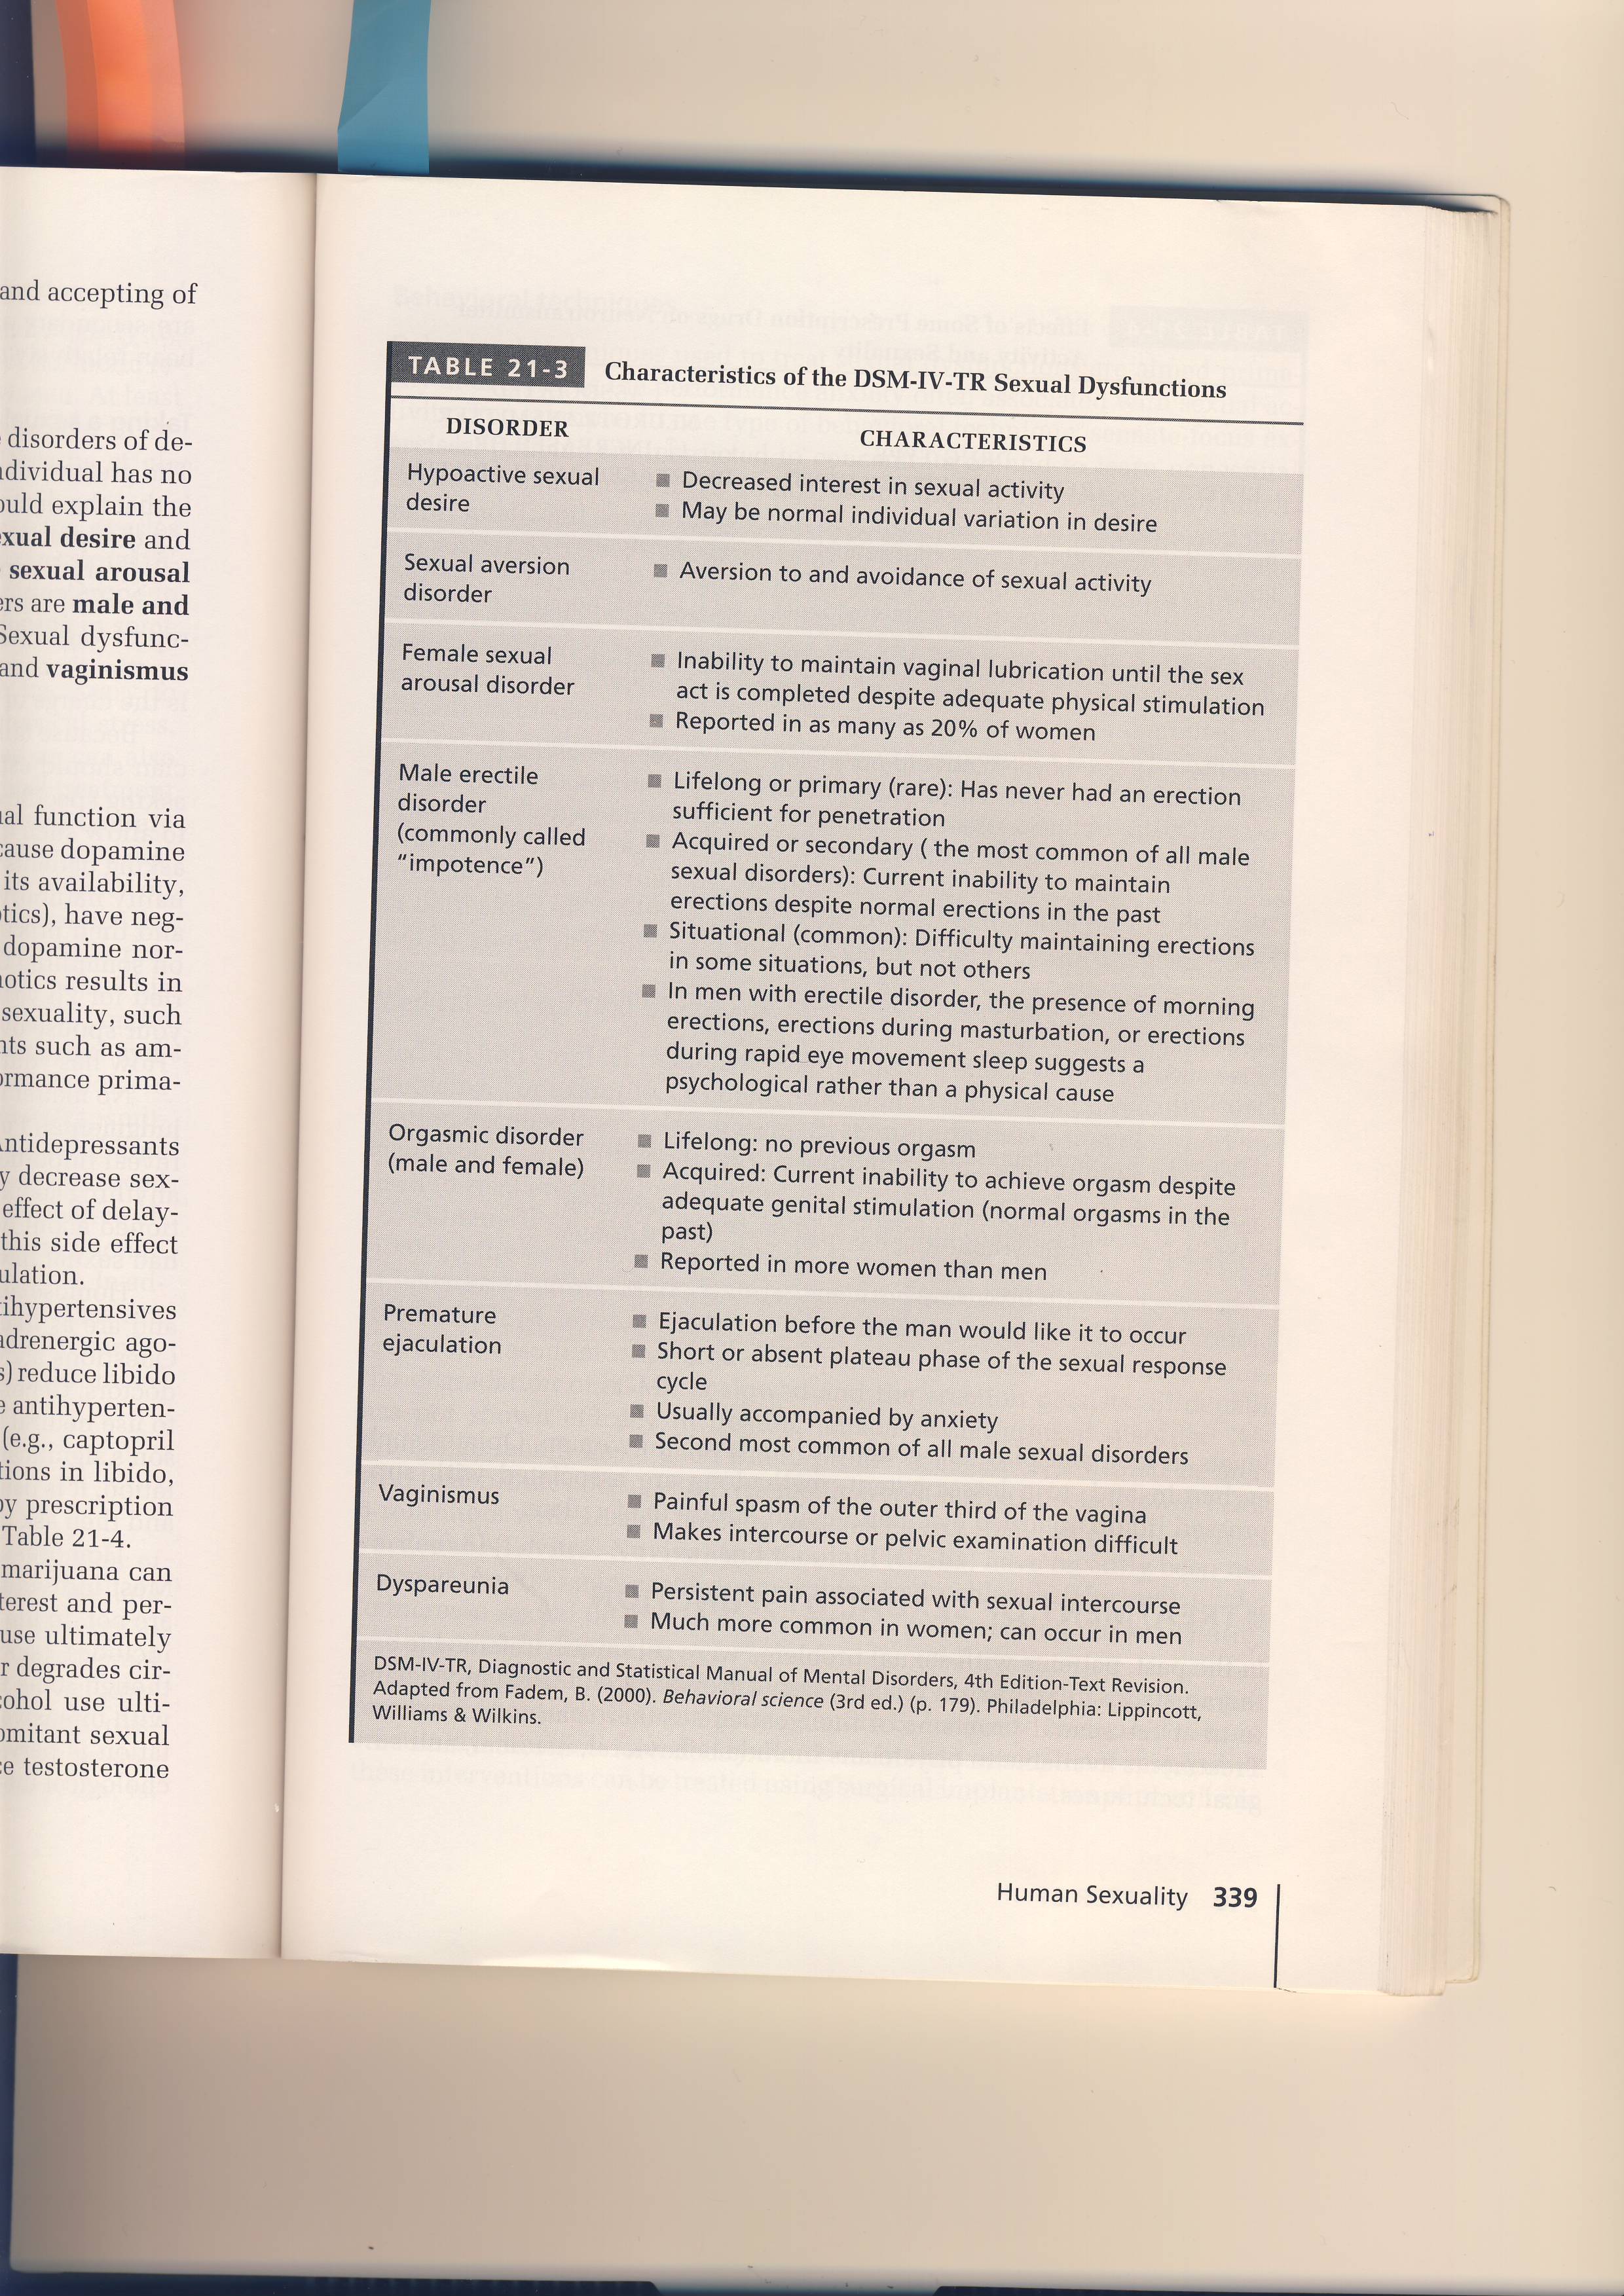 and accepting of
disorders of de-
dividual has no
ould explain the
xual desire and
sexual arousal
ers are male and
Sexual dysfunc-
and vaginismus
al function via
cause dopamine
its availability,
tics), have neg-
dopamine nor-
otics results in
sexuality, such
nts such as am-
ormance prima-
Antidepressants
y decrease sex-
effect of delay-
this side effect
ulation.
tihypertensives
adrenergic ago-
s) reduce libido
e antihyperten-
(e.g., captopril
tions in libido,
by prescription
Table 21-4.
marijuana can
terest and per-
use ultimately
r degrades cir-
cohol use ulti-
omitant sexual
ce testosterone
TABLE 21-3 Characteristics of the DSM-IV-TR Sexual Dysfunctions
DISORDER CHARACTERISTICS
Hypoactive sexual
desire
■ Decreased interest in sexual activity
■ May be normal individual variation in desire
Sexual aversion
disorder
■ Aversion to and avoidance of sexual activity
Female sexual
arousal disorder
■ Inability to maintain vaginal lubrication until the sex
act is completed despite adequate physical stimulation
■ Reported in as many as 20% of women
Male erectile
disorder
(commonly called
"impotence")
■ Lifelong or primary (rare): Has never had an erection
sufficient for penetration
■ Acquired or secondary ( the most common of all male
sexual disorders): Current inability to maintain
erections despite normal erections in the past
■ Situational (common): Difficulty maintaining erections
in some situations, but not others
■ In men with erectile disorder, the presence of morning
erections, erections during masturbation, or erections
during rapid eye movement sleep suggests a
psychological rather than a physical cause
Orgasmic disorder
(male and female)
■ Lifelong: no previous orgasm
■ Acquired: Current inability to achieve orgasm despite
adequate genital stimulation (normal orgasms in the
past)
■ Reported in more women than men
Premature
ejaculation
■ Ejaculation before the man would like it to occur
■ Short or absent plateau phase of the sexual response
cycle
■ Usually accompanied by anxiety
■ Second most common of all male sexual disorders
Vaginismus
■ Painful spasm of the outer third of the vagina
■ Makes intercourse or pelvic examination difficult
Dyspareunia
■ Persistent pain associated with sexual intercourse
■ Much more common in women; can occur in men
DSM-IV-TR, Diagnostic and Statistical Manual of Mental Disorders, 4th Edition-Text Revision.
Adapted from Fadem, B. (2000). Behavioral science (3rd ed.) (p. 179). Philadelphia: Lippincott,
Williams & Wilkins.
Human Sexuality 339